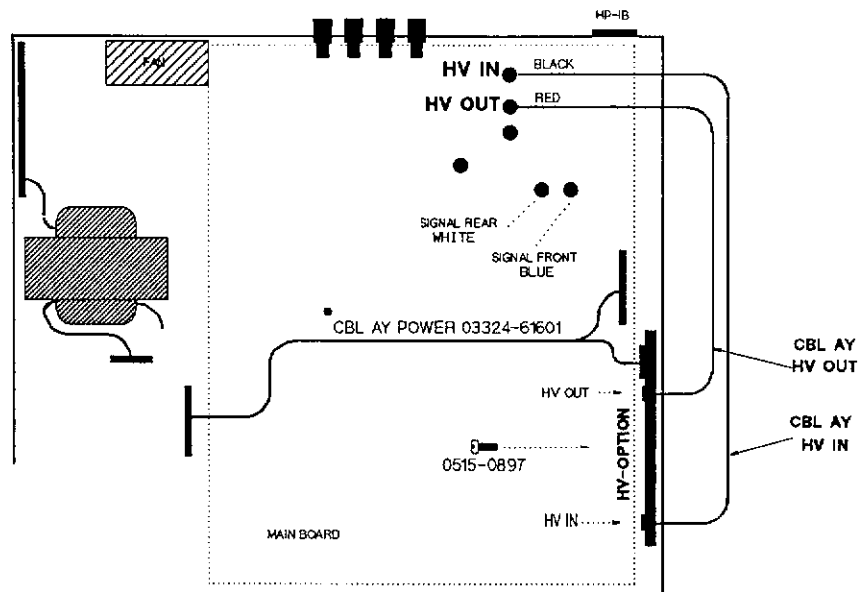 HP-IB
FAN
HV IN
BLACK
HV OUT
RED
SIGNAL REAR
WHITE
SIGNAL FRONT
BLUE
CBL AY POWER 03324-61601
CBL AY
HV OUT
HV OUT
HV-OPTION
CBL AY
HV IN
0515-0897
HV IN
MAIN BOARD